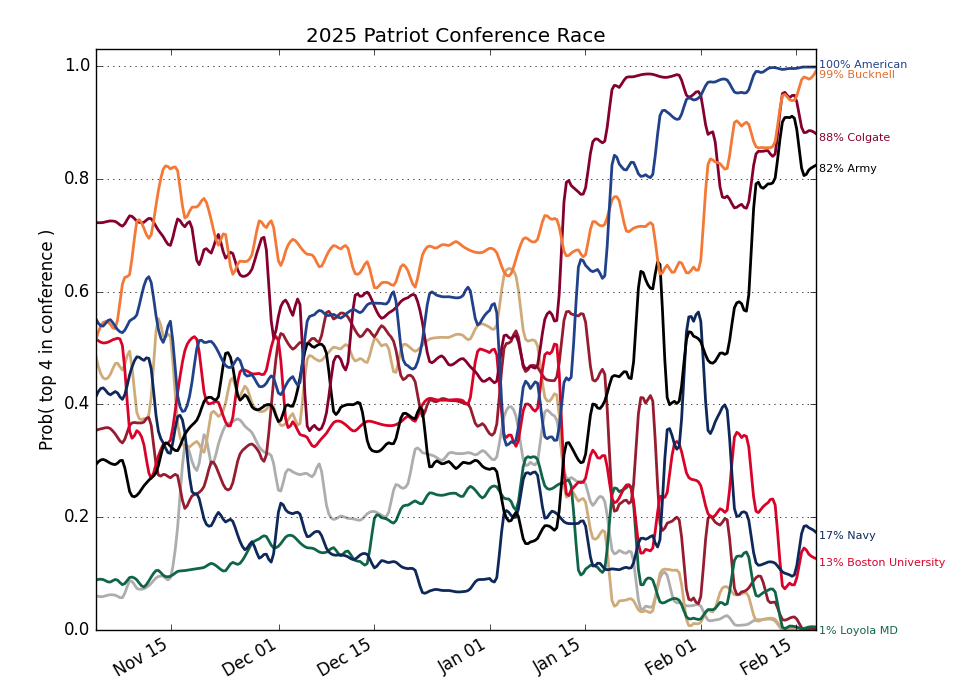 2025 Patriot Conference Race
Prob( top 4 in conference )
1.0
0.8
0.6
0.4
0.2
0.0
Nov 15
Dec 01
Dec 15
Jan 01
Jan 15
Feb 01
Feb 15
100% American
99% Bucknell
88% Colgate
82% Army
17% Navy
13% Boston University
1% Loyola MD